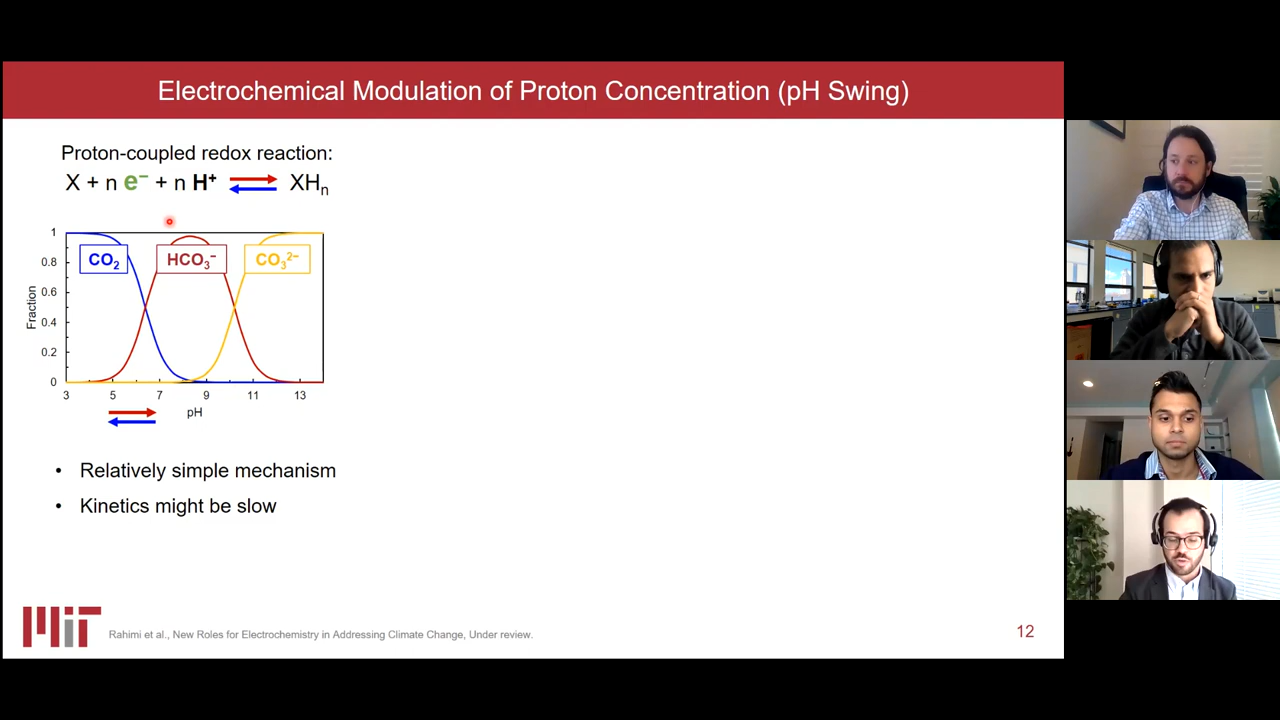 Electrochemical Modulation of Proton Concentration (pH Swing)
Proton-coupled redox reaction:
X + n e⁻ + n H⁺ ⇌ XHₙ
1
0.8
0.6
0.4
0.2
0
Fraction
CO₂
HCO₃⁻
CO₃²⁻
3 5 7 9 11 13
pH
• Relatively simple mechanism
• Kinetics might be slow
MIT
Rahimi et al., New Roles for Electrochemistry in Addressing Climate Change, Under review.
12